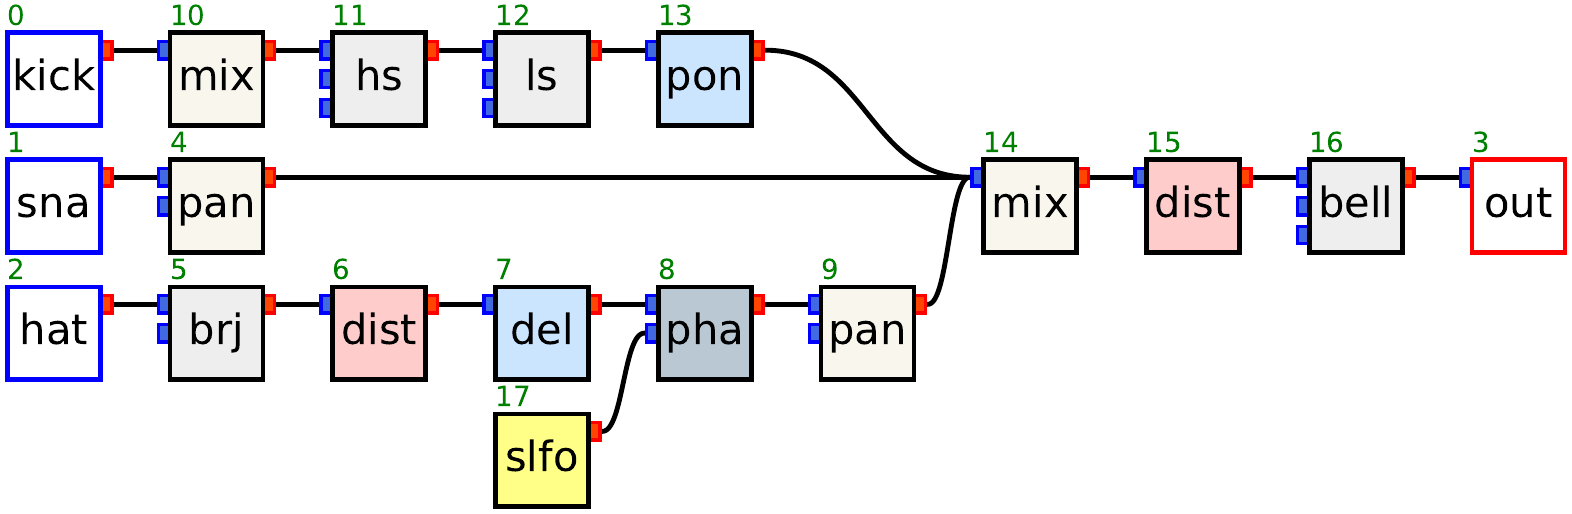 0 10 11 12 13
kick mix hs ls pon
1 4 14 15 16 3
sna pan mix dist bell out
2 5 6 7 8 9
hat brj dist del pha pan
17
slfo